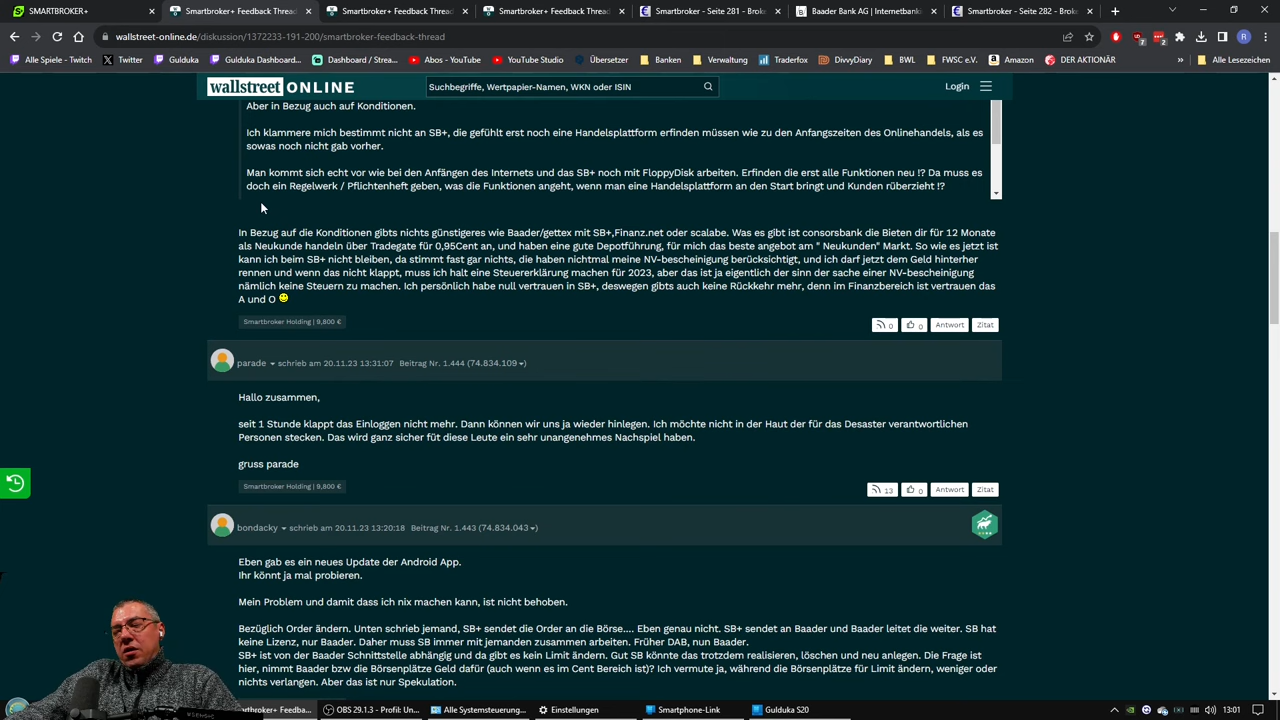 SMARTBROKER+
Smartbroker+ Feedback Thread
Smartbroker+ Feedback Thread
Smartbroker+ Feedback Thread
Smartbroker - Seite 281 - Broke
Baader Bank AG | Internetbanki
Smartbroker - Seite 282 - Broke
wallstreet-online.de/diskussion/1372233-191-200/smartbroker-feedback-thread
Alle Spiele - Twitch
Twitter
Gulduka
Gulduka Dashboard...
Dashboard / Strea...
Abos - YouTube
YouTube Studio
Übersetzer
Banken
Verwaltung
Traderfox
DivvyDiary
BWL
FWSC e.V.
Amazon
DER AKTIONÄR
Alle Lesezeichen
wallstreet ONLINE
Suchbegriffe, Wertpapier-Namen, WKN oder ISIN
Login
Aber in Bezug auch auf Konditionen.
Ich klammere mich bestimmt nicht an SB+, die gefühlt erst noch eine Handelsplattform erfinden müssen wie zu den Anfangszeiten des Onlinehandels, als es
sowas noch nicht gab vorher.
Man kommt sich echt vor wie bei den Anfängen des Internets und das SB+ noch mit FloppyDisk arbeiten. Erfinden die erst alle Funktionen neu !? Da muss es
doch ein Regelwerk / Pflichtenheft geben, was die Funktionen angeht, wenn man eine Handelsplattform an den Start bringt und Kunden rüberzieht !?
In Bezug auf die Konditionen gibts nichts günstigeres wie Baader/gettex mit SB+,Finanz.net oder scalabe. Was es gibt ist consorsbank die Bieten dir für 12 Monate
als Neukunde handeln über Tradegate für 0,95Cent an, und haben eine gute Depotführung, für mich das beste angebot am " Neukunden" Markt. So wie es jetzt ist
kann ich beim SB+ nicht bleiben, da stimmt fast gar nichts, die haben nichtmal meine NV-bescheinigung berücksichtigt, und ich darf jetzt dem Geld hinterher
rennen und wenn das nicht klappt, muss ich halt eine Steuererklärung machen für 2023, aber das ist ja eigentlich der sinn der sache einer NV-bescheinigung
nämlich keine Steuern zu machen. Ich persönlich habe null vertrauen in SB+, deswegen gibts auch keine Rückkehr mehr, denn im Finanzbereich ist vertrauen das
A und O
Smartbroker Holding | 9,800 €
0
0
Antwort
Zitat
parade schrieb am 20.11.23 13:31:07 Beitrag Nr. 1.444 (74.834.109)
Hallo zusammen,
seit 1 Stunde klappt das Einloggen nicht mehr. Dann können wir uns ja wieder hinlegen. Ich möchte nicht in der Haut der für das Desaster verantwortlichen
Personen stecken. Das wird ganz sicher füt diese Leute ein sehr unangenehmes Nachspiel haben.
gruss parade
Smartbroker Holding | 9,800 €
13
0
Antwort
Zitat
bondacky schrieb am 20.11.23 13:20:18 Beitrag Nr. 1.443 (74.834.043)
Eben gab es ein neues Update der Android App.
Ihr könnt ja mal probieren.
Mein Problem und damit dass ich nix machen kann, ist nicht behoben.
Bezüglich Order ändern. Unten schrieb jemand, SB+ sendet die Order an die Börse.... Eben genau nicht. SB+ sendet an Baader und Baader leitet die weiter. SB hat
keine Lizenz, nur Baader. Daher muss SB immer mit jemanden zusammen arbeiten. Früher DAB, nun Baader.
SB+ ist von der Baader Schnittstelle abhängig und da gibt es kein Limit ändern. Gut SB könnte das trotzdem realisieren, löschen und neu anlegen. Die Frage ist
hier, nimmt Baader bzw die Börsenplätze Geld dafür (auch wenn es im Cent Bereich ist)? Ich vermute ja, während die Börsenplätze für Limit ändern, weniger oder
nichts verlangen. Aber das ist nur Spekulation.
Smartbroker+ Feedba...
OBS 29.1.3 - Profil: Un...
Alle Systemsteuerung...
Einstellungen
Smartphone-Link
Gulduka S20
13:01